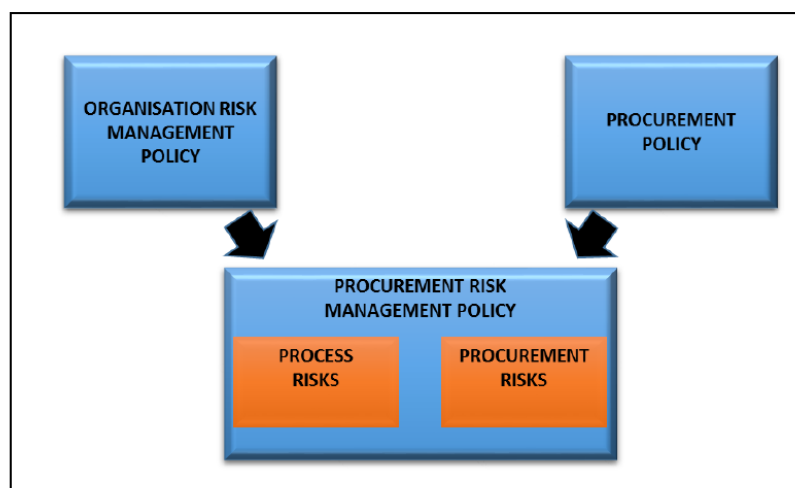 ORGANISATION RISK
MANAGEMENT
POLICY
PROCUREMENT
POLICY
PROCUREMENT RISK
MANAGEMENT POLICY
PROCESS
RISKS
PROCUREMENT
RISKS